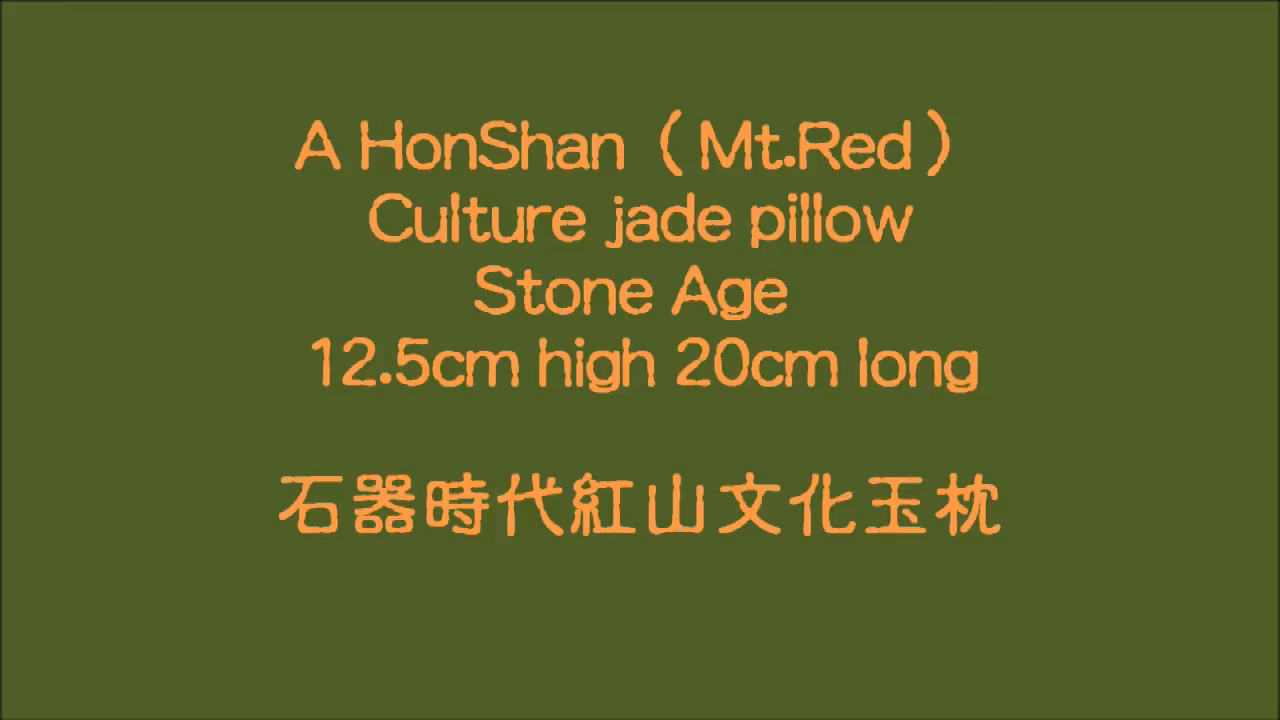 A HonShan（Mt.Red）
Culture jade pillow
Stone Age
12.5cm high 20cm long
石器時代紅山文化玉枕